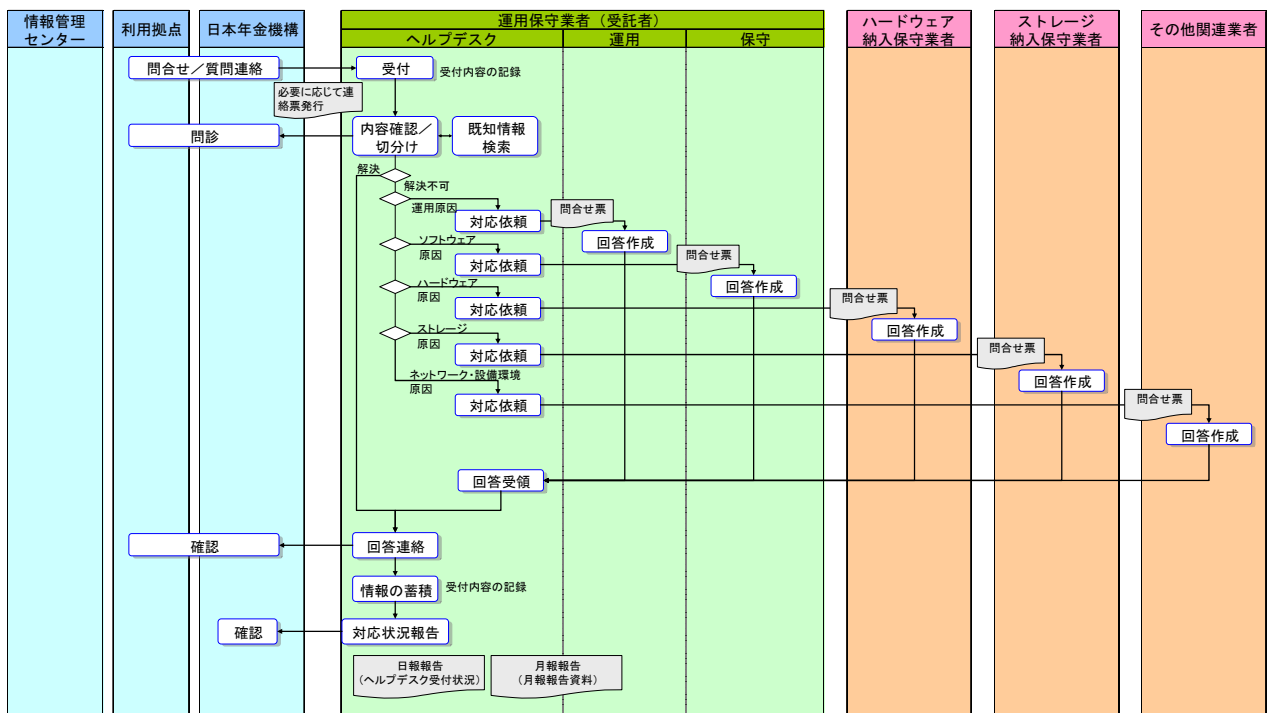 情報管理
センター
利用拠点
日本年金機構
運用保守業者（受託者）
ヘルプデスク
運用
保守
ハードウェア
納入保守業者
ストレージ
納入保守業者
その他関連業者
問合せ／質問連絡
受付
受付内容の記録
必要に応じて連
絡票発行
問診
内容確認／
切分け
既知情報
検索
解決
解決不可
運用原因
対応依頼
問合せ票
回答作成
ソフトウェア
原因
対応依頼
問合せ票
回答作成
ハードウェア
原因
対応依頼
問合せ票
回答作成
ストレージ
原因
対応依頼
問合せ票
回答作成
ネットワーク・設備環境
原因
対応依頼
問合せ票
回答作成
回答受領
確認
回答連絡
情報の蓄積
受付内容の記録
確認
対応状況報告
日報報告
（ヘルプデスク受付状況）
月報報告
（月報報告資料）